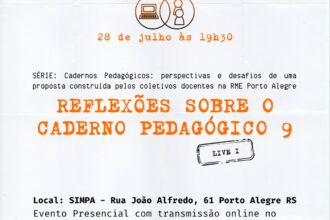 28 de julho às 19h30
SÉRIE: Cadernos Pedagógicos: perspectivas e desafios de uma
proposta construída pelos coletivos docentes na RME Porto Alegre
REFLEXÕES SOBRE O
CADERNO PEDAGÓGICO 9
LIVE I
Local: SIMPA – Rua João Alfredo, 61 Porto Alegre RS
Evento Presencial com transmissão online no